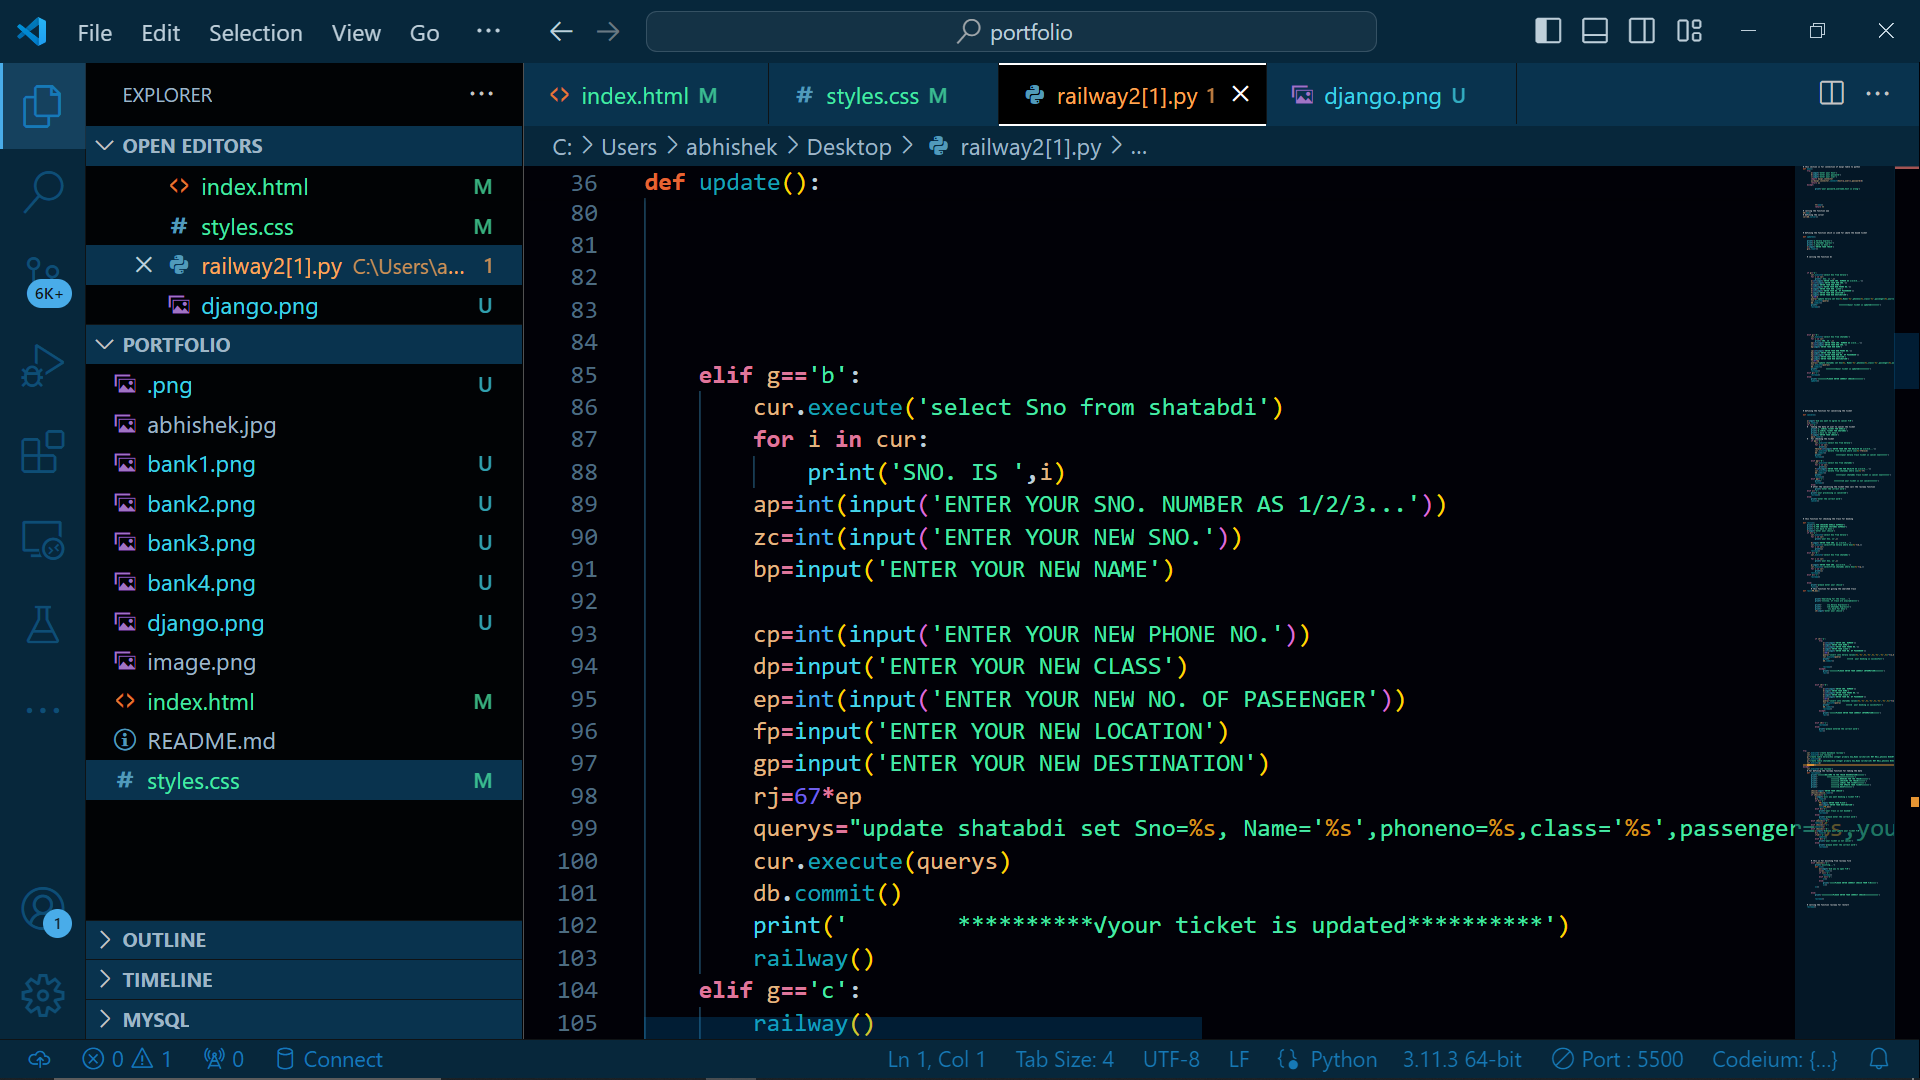 File Edit Selection View Go ···
portfolio
EXPLORER ···
OPEN EDITORS
<> index.html M
# styles.css M
railway2[1].py C:\Users\a... 1
django.png U
PORTFOLIO
.png U
abhishek.jpg
bank1.png U
bank2.png U
bank3.png U
bank4.png U
django.png U
image.png
<> index.html M
README.md
# styles.css M
OUTLINE
TIMELINE
MYSQL
6K+
1
<> index.html M # styles.css M railway2[1].py 1 django.png U
C: > Users > abhishek > Desktop > railway2[1].py > ...
36 def update():
80
81
82
83
84
85 elif g=='b':
86 cur.execute('select Sno from shatabdi')
87 for i in cur:
88 print('SNO. IS ',i)
89 ap=int(input('ENTER YOUR SNO. NUMBER AS 1/2/3...'))
90 zc=int(input('ENTER YOUR NEW SNO.'))
91 bp=input('ENTER YOUR NEW NAME')
92
93 cp=int(input('ENTER YOUR NEW PHONE NO.'))
94 dp=input('ENTER YOUR NEW CLASS')
95 ep=int(input('ENTER YOUR NEW NO. OF PASEENGER'))
96 fp=input('ENTER YOUR NEW LOCATION')
97 gp=input('ENTER YOUR NEW DESTINATION')
98 rj=67*ep
99 querys="update shatabdi set Sno=%s, Name='%s',phoneno=%s,class='%s',passenger=%s,you
100 cur.execute(querys)
101 db.commit()
102 print('        **********√your ticket is updated**********')
103 railway()
104 elif g=='c':
105 railway()
0 1 0 Connect Ln 1, Col 1 Tab Size: 4 UTF-8 LF Python 3.11.3 64-bit Port : 5500 Codeium: {...}